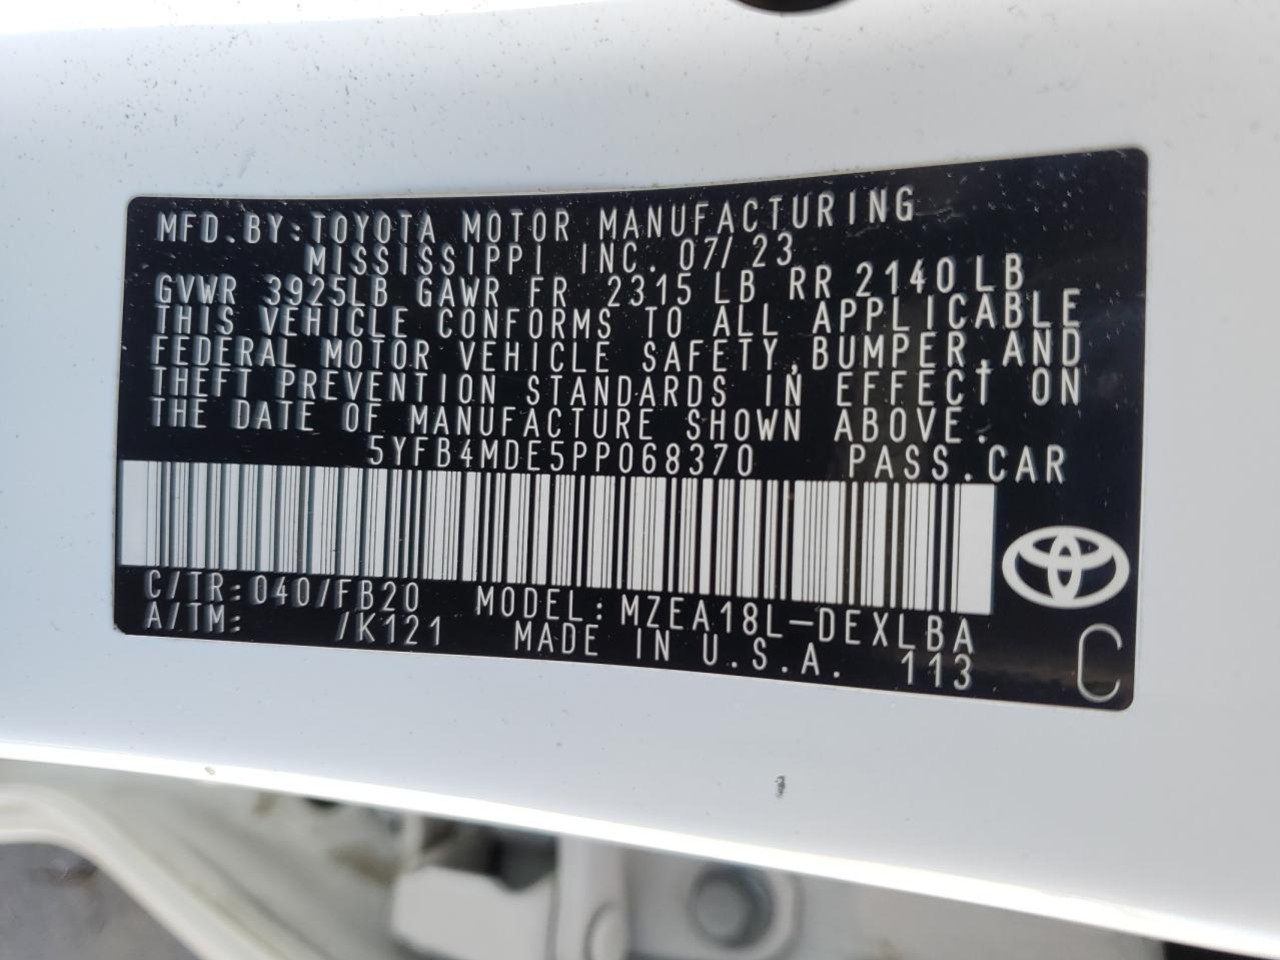 MFD.BY:TOYOTA MOTOR MANUFACTURING
MISSISSIPPI INC. 07/23
GVWR 3925LB GAWR FR 2315LB RR 2140LB
THIS VEHICLE CONFORMS TO ALL APPLICABLE
FEDERAL MOTOR VEHICLE SAFETY,BUMPER,AND
THEFT PREVENTION STANDARDS IN EFFECT ON
THE DATE OF MANUFACTURE SHOWN ABOVE.
5YFB4MDE5PP068370 PASS.CAR
C/TR:040/FB20 MODEL:MZEA18L-DEXLBA
A/TM: /K121 MADE IN U.S.A. 113
C